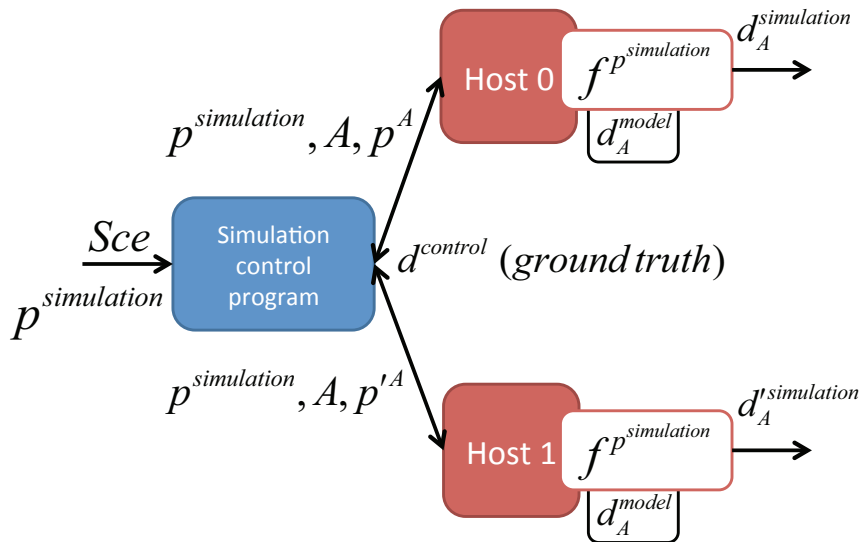 d_A^{simulation}
Host 0
f^{p^{simulation}}
d_A^{model}
p^{simulation}, A, p^A
Sce
p^{simulation}
Simulation
control
program
d^{control} (ground truth)
p^{simulation}, A, p'^A
d'_A^{simulation}
Host 1
f^{p^{simulation}}
d_A^{model}